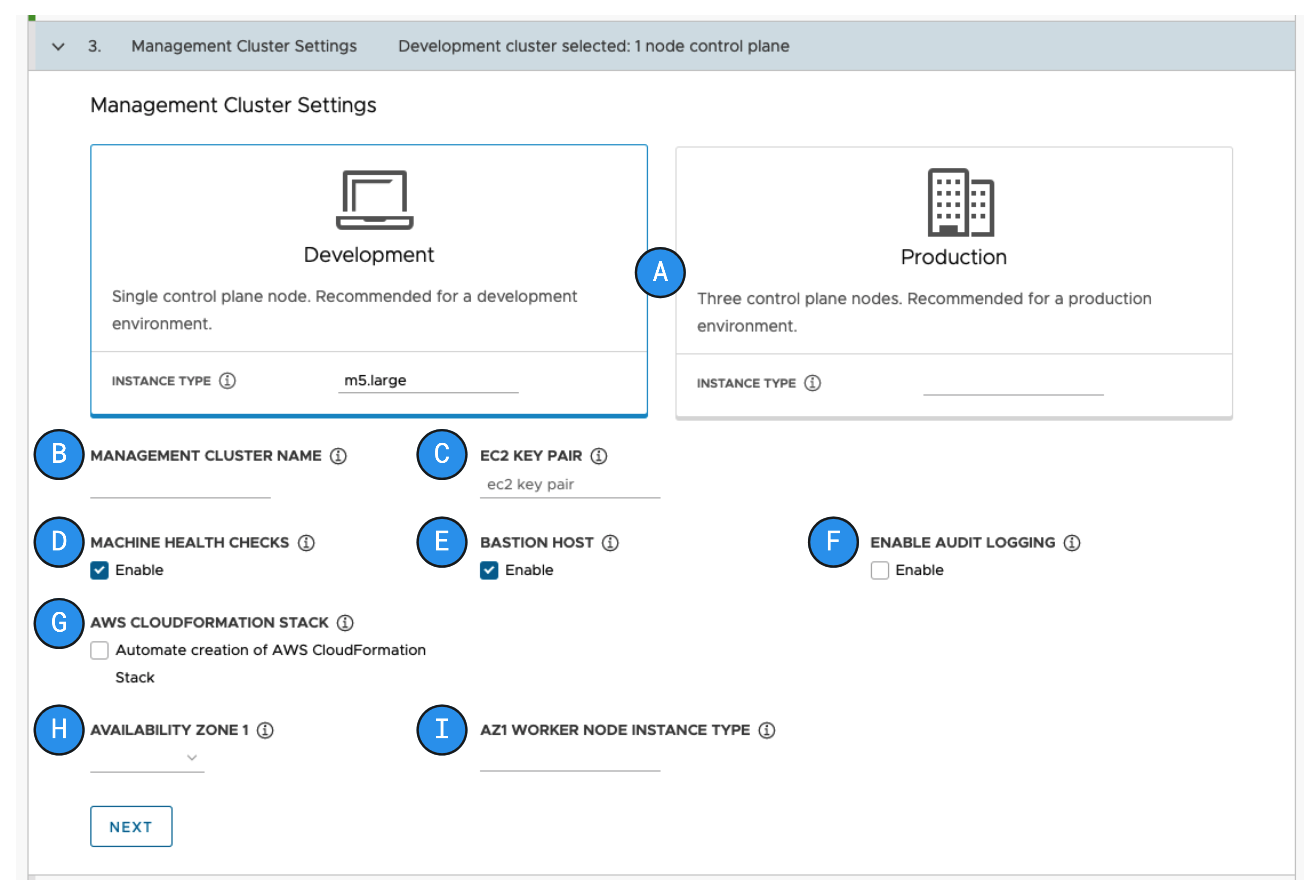 3. Management Cluster Settings Development cluster selected: 1 node control plane
Management Cluster Settings
Development
Single control plane node. Recommended for a development
environment.
INSTANCE TYPE
m5.large
A
Production
Three control plane nodes. Recommended for a production
environment.
INSTANCE TYPE
B MANAGEMENT CLUSTER NAME
C EC2 KEY PAIR
ec2 key pair
D MACHINE HEALTH CHECKS
Enable
E BASTION HOST
Enable
F ENABLE AUDIT LOGGING
Enable
G AWS CLOUDFORMATION STACK
Automate creation of AWS CloudFormation
Stack
H AVAILABILITY ZONE 1
I AZ1 WORKER NODE INSTANCE TYPE
NEXT